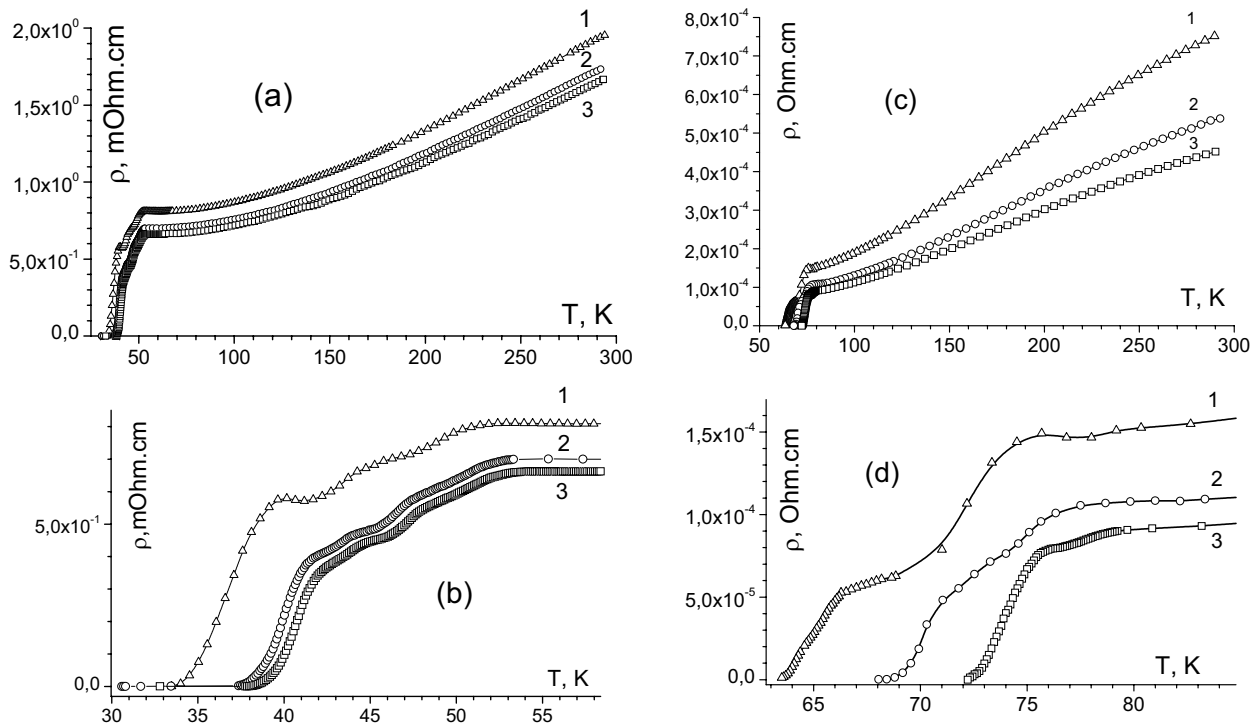 (a)
ρ, mOhm.cm
2,0x10⁰
1,5x10⁰
1,0x10⁰
5,0x10⁻¹
0,0
1
2
3
T, K
50 100 150 200 250 300
(c)
ρ, Ohm.cm
8,0x10⁻⁴
7,0x10⁻⁴
6,0x10⁻⁴
5,0x10⁻⁴
4,0x10⁻⁴
3,0x10⁻⁴
2,0x10⁻⁴
1,0x10⁻⁴
0,0
1
2
3
T, K
50 100 150 200 250 300
(b)
ρ,mOhm.cm
5,0x10⁻¹
0,0
1
2
3
T, K
30 35 40 45 50 55
(d)
ρ, Ohm.cm
1,5x10⁻⁴
1,0x10⁻⁴
5,0x10⁻⁵
0,0
1
2
3
T, K
65 70 75 80